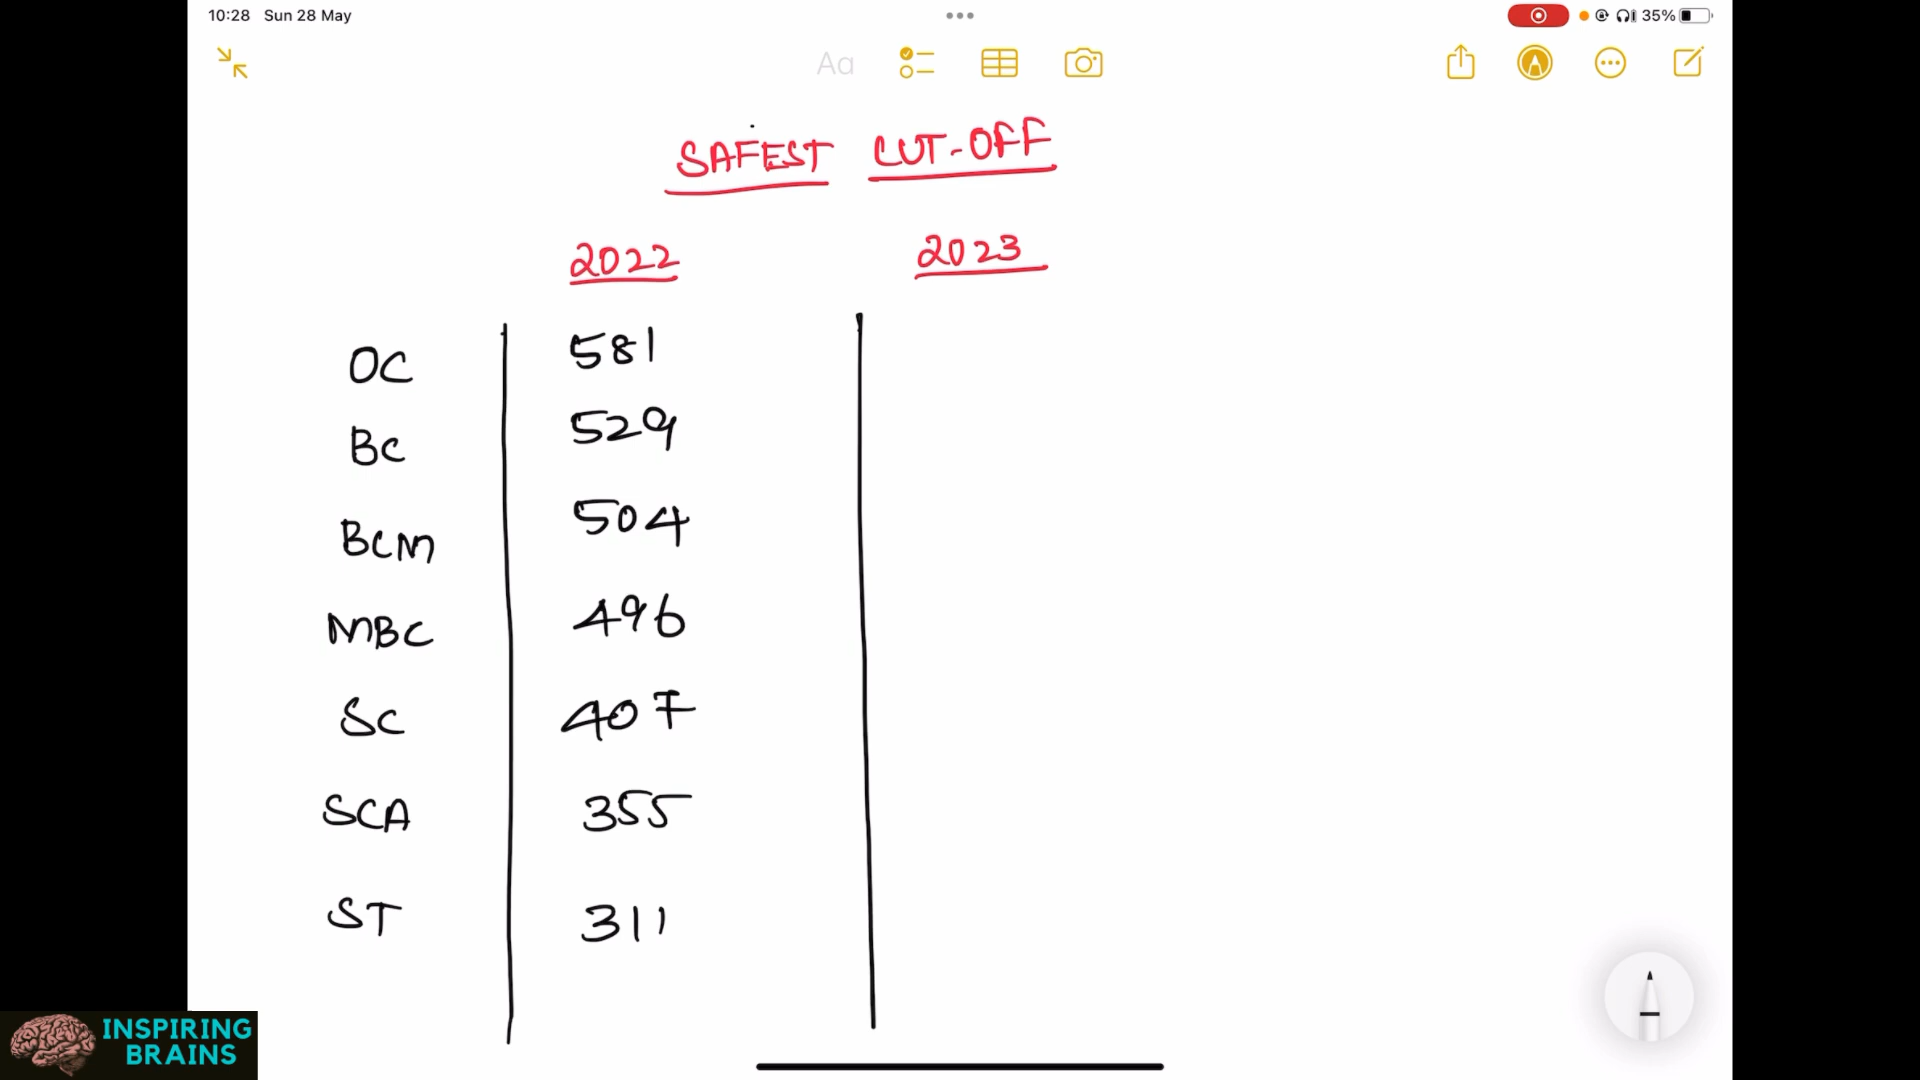 10:28 Sun 28 May
35%
Aa
SAFEST CUT-OFF
2022 2023
OC 581
BC 529
BCM 504
MBC 496
SC 407
SCA 355
ST 311
INSPIRING
BRAINS